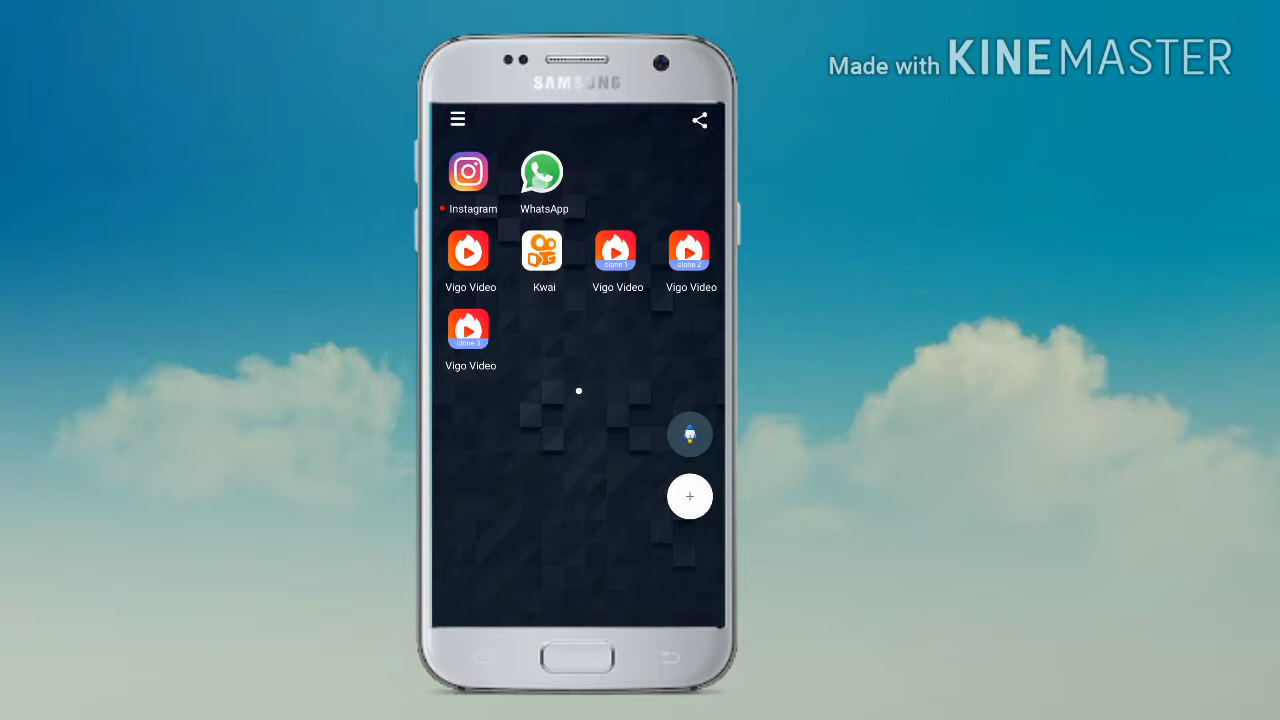 Made with KINEMASTER
SAMSUNG
Instagram
WhatsApp
clone 1
clone 2
Vigo Video
Kwai
Vigo Video
Vigo Video
clone 3
Vigo Video